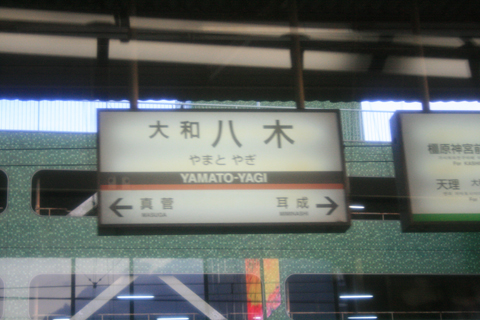 大和八木
やまと やぎ
YAMATO-YAGI
真菅
耳成
MASUGA
MIMINASHI
橿原神宮前
天理